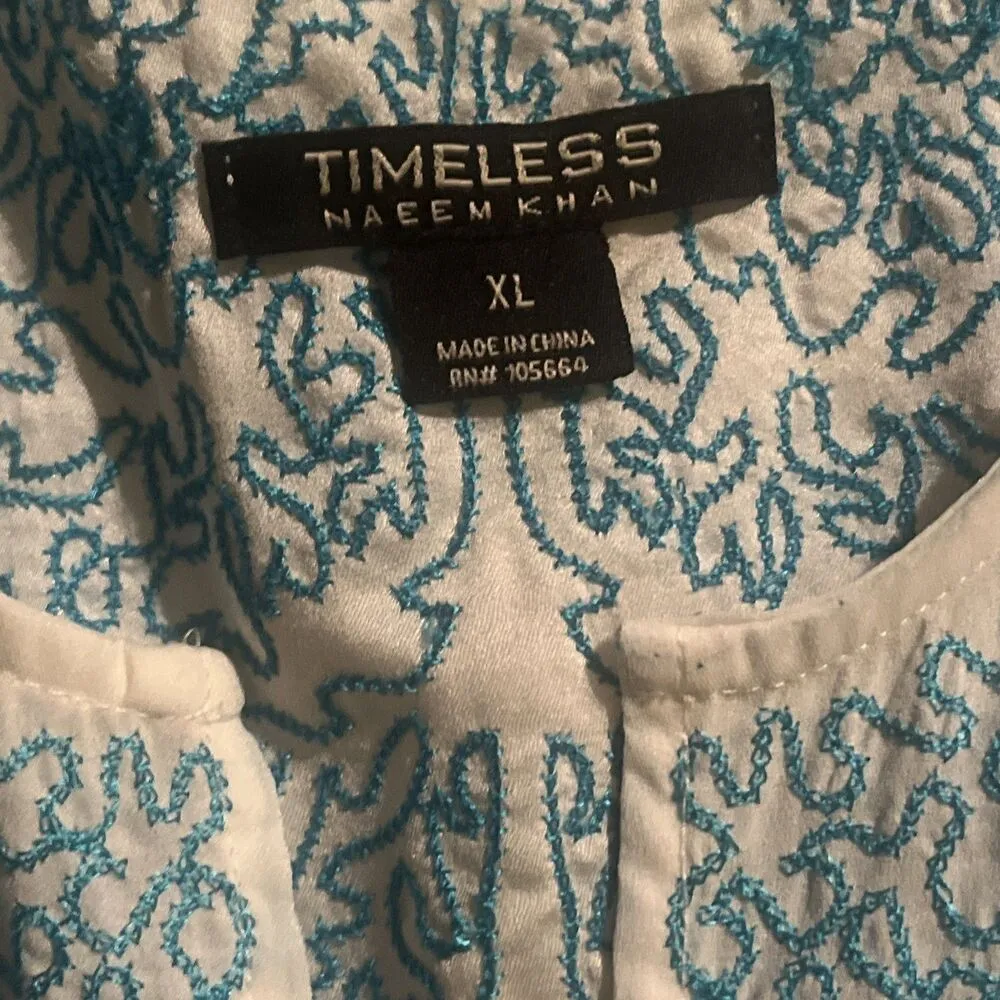 TIMELESS
NAEEM KHAN
XL
MADE IN CHINA
RN# 105664